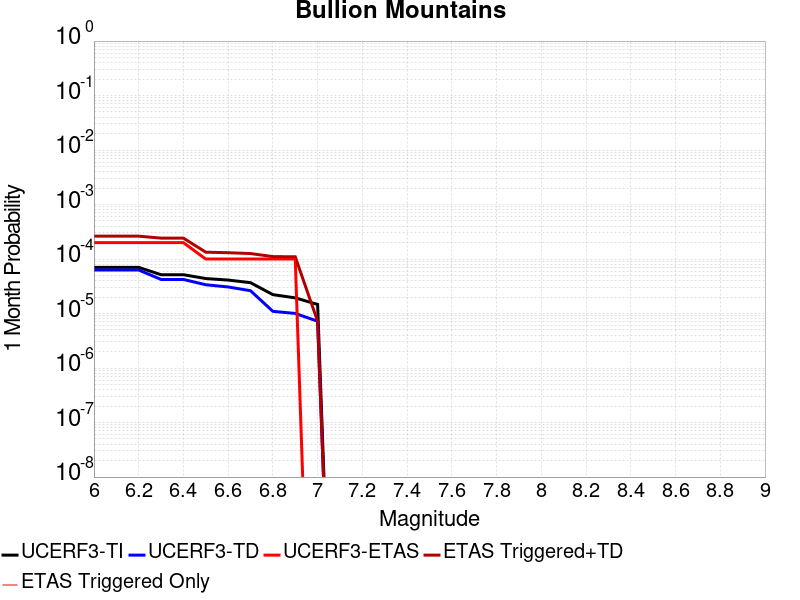 Bullion Mountains
10^0
10^-1
10^-2
10^-3
10^-4
10^-5
10^-6
10^-7
10^-8
1 Month Probability
6 6.2 6.4 6.6 6.8 7 7.2 7.4 7.6 7.8 8 8.2 8.4 8.6 8.8 9
Magnitude
UCERF3-TI UCERF3-TD UCERF3-ETAS ETAS Triggered+TD
ETAS Triggered Only